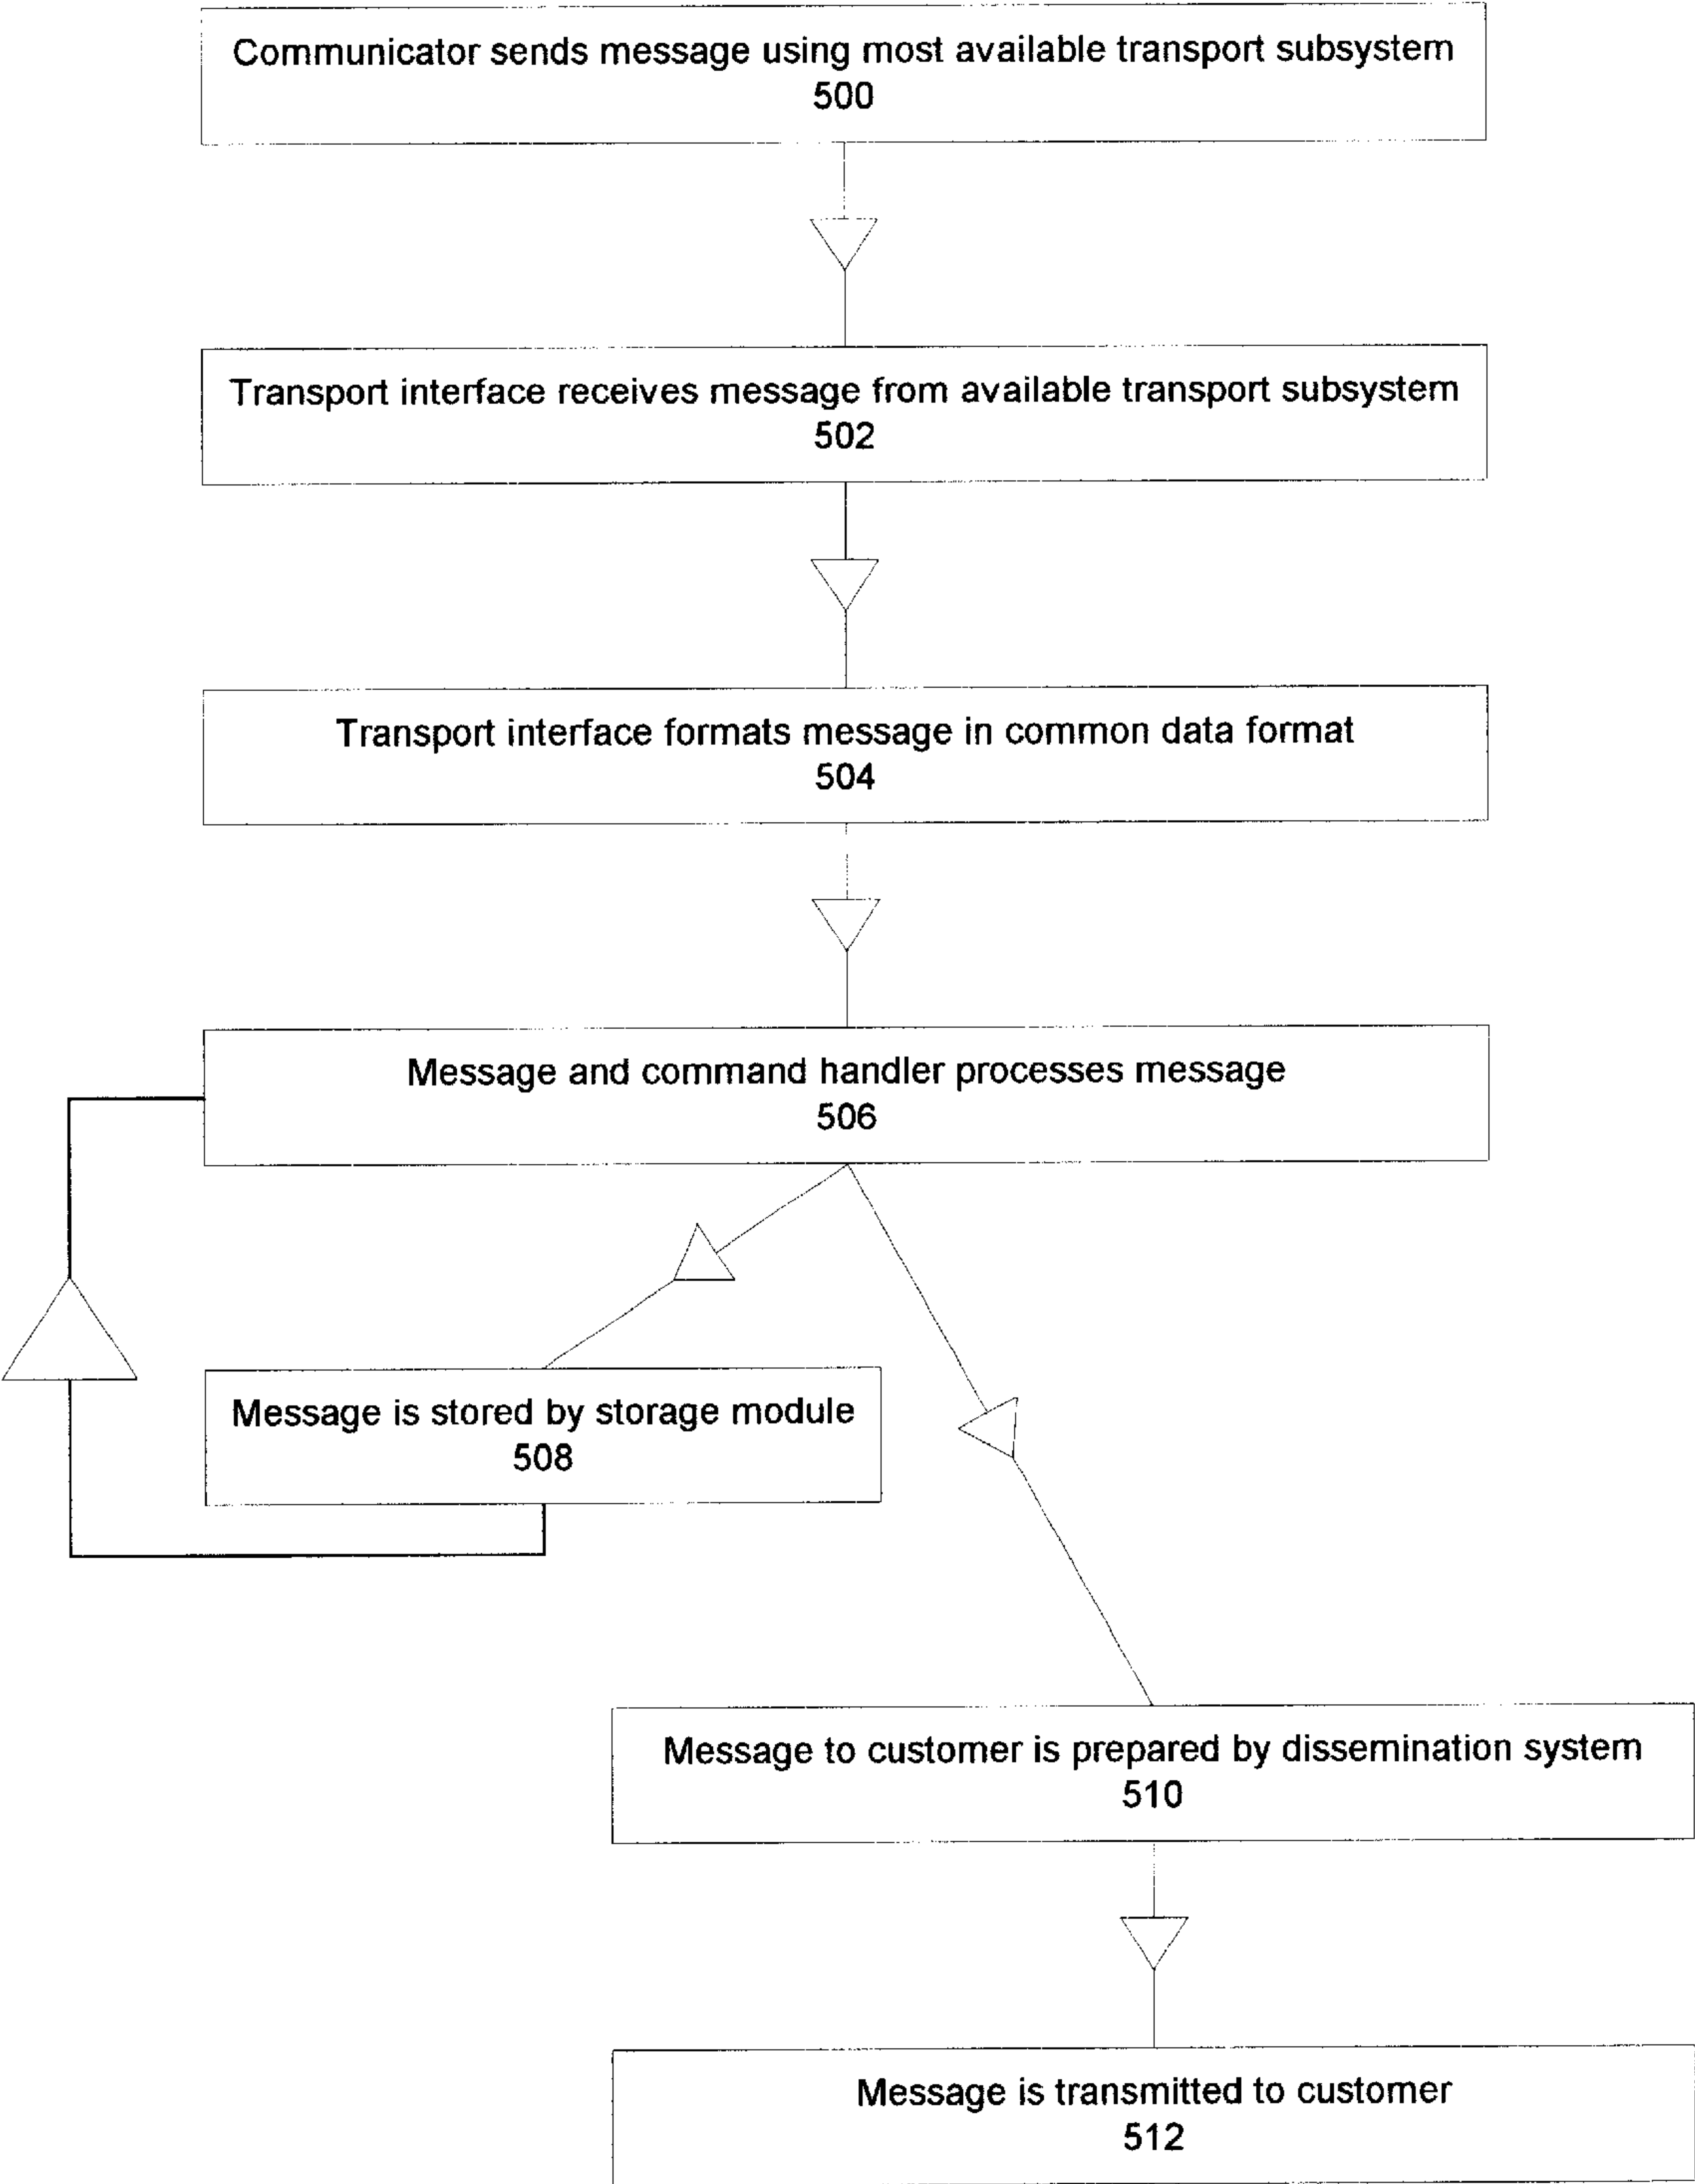 Communicator sends message using most available transport subsystem
500
Transport interface receives message from available transport subsystem
502
Transport interface formats message in common data format
504
Message and command handler processes message
506
Message is stored by storage module
508
Message to customer is prepared by dissemination system
510
Message is transmitted to customer
512